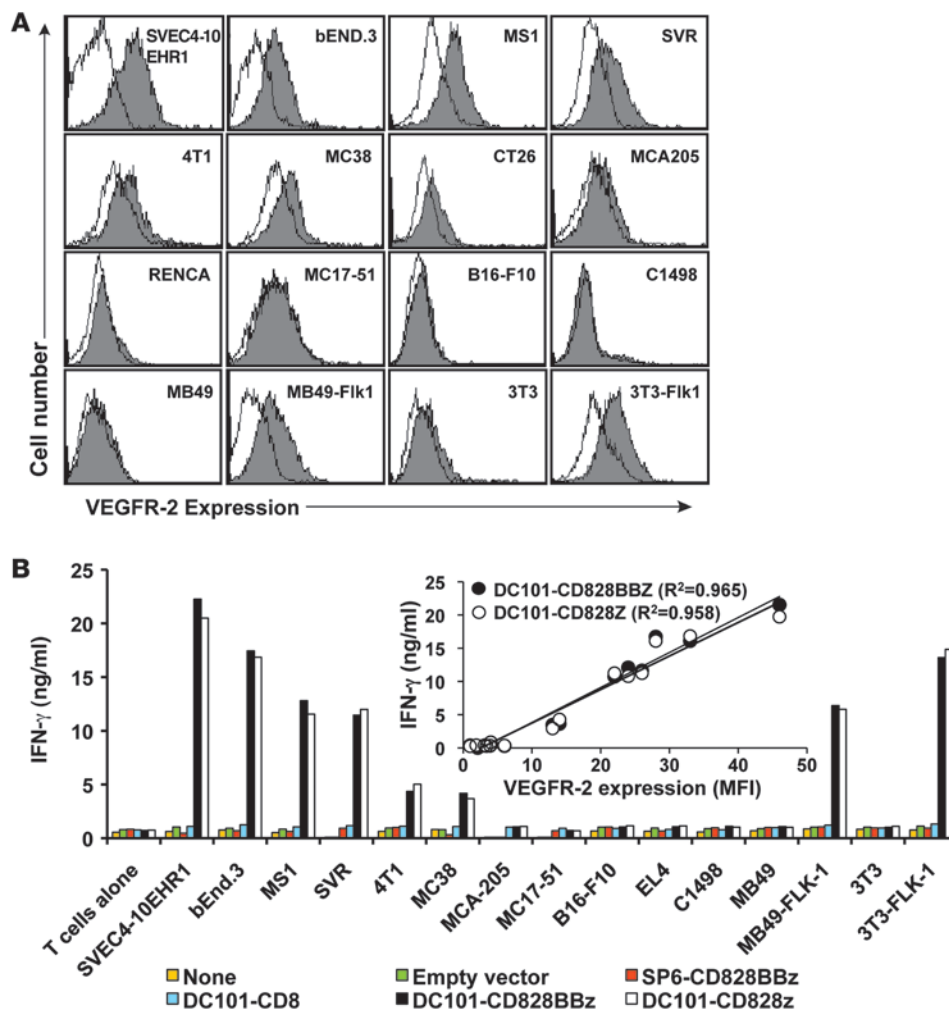 A
SVEC4-10
EHR1
bEND.3
MS1
SVR
4T1
MC38
CT26
MCA205
RENCA
MC17-51
B16-F10
C1498
MB49
MB49-Flk1
3T3
3T3-Flk1
Cell number
VEGFR-2 Expression
B
25
20
15
10
5
0
IFN-γ (ng/ml)
DC101-CD828BBZ (R²=0.965)
DC101-CD828Z (R²=0.958)
25
20
15
10
5
0
IFN-γ (ng/ml)
0 10 20 30 40 50
VEGFR-2 expression (MFI)
T cells alone
SVEC4-10EHR1
bEnd.3
MS1
SVR
4T1
MC38
MCA-205
MC17-51
B16-F10
EL4
C1498
MB49
MB49-FLK-1
3T3
3T3-FLK-1
None
Empty vector
SP6-CD828BBz
DC101-CD8
DC101-CD828BBz
DC101-CD828z